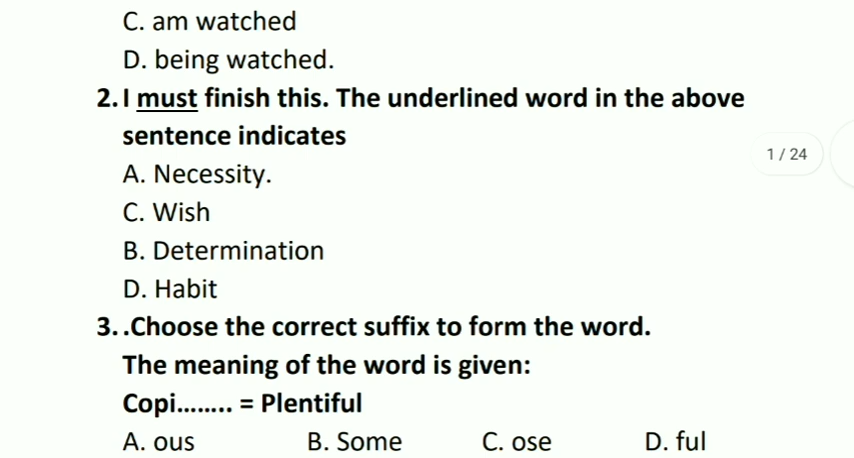 C. am watched
D. being watched.
2. I must finish this. The underlined word in the above
sentence indicates
1 / 24
A. Necessity.
C. Wish
B. Determination
D. Habit
3. .Choose the correct suffix to form the word.
The meaning of the word is given:
Copi........ = Plentiful
A. ous B. Some C. ose D. ful